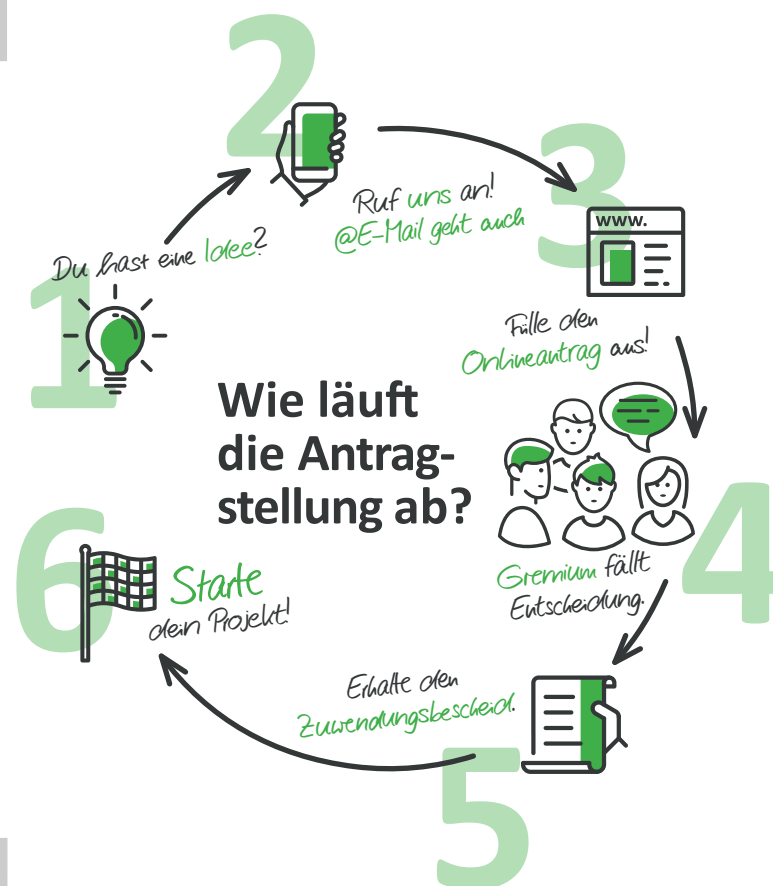 Wie läuft
die Antrag-
stellung ab?
1
Du hast eine Idee?
2
Ruf uns an!
@E-Mail geht auch
3
www.
Fülle den
Onlineantrag aus!
4
Gremium fällt
Entscheidung.
5
Erhalte den
Zuwendungsbescheid.
6
Starte
dein Projekt!